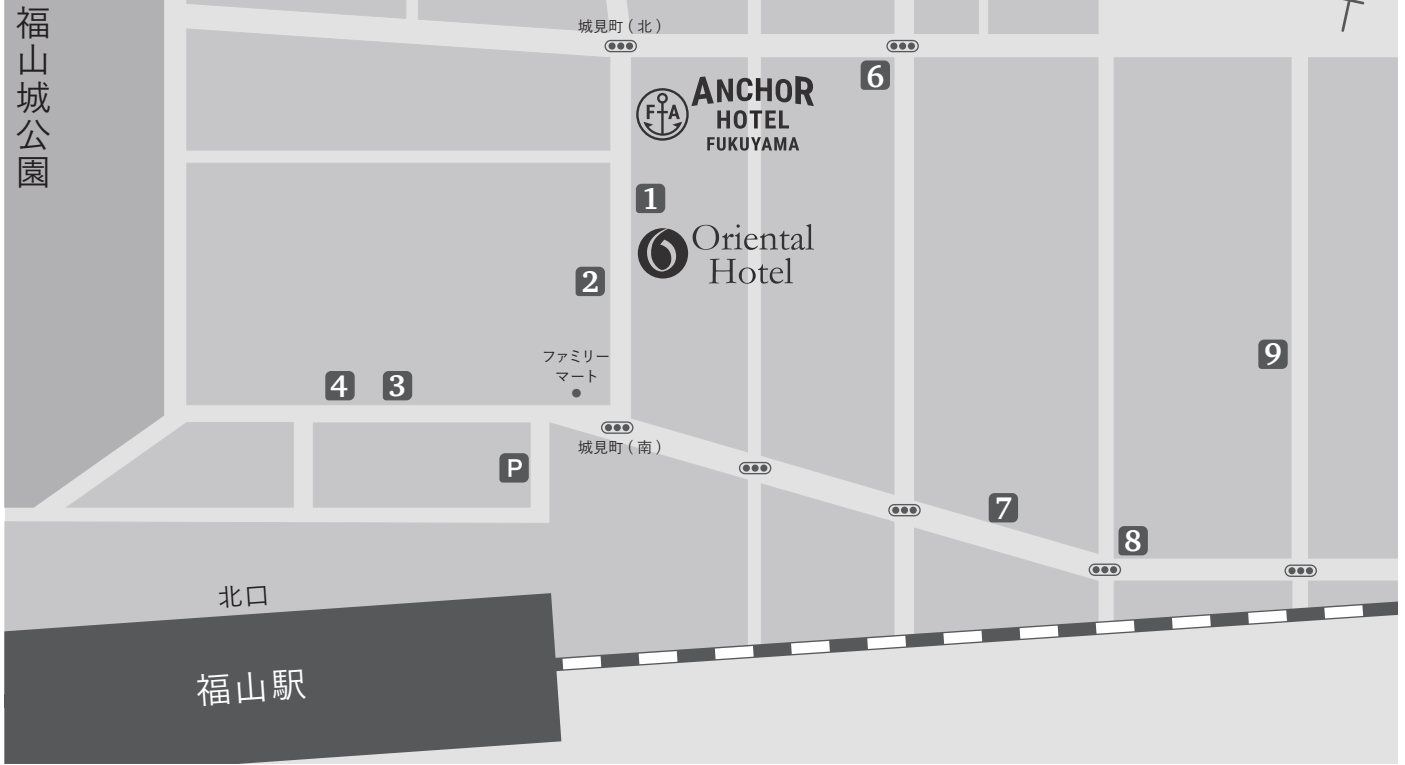 福山城公園
城見町（北）
6
F A
ANCHOR
HOTEL
FUKUYAMA
1
Oriental
Hotel
2
ファミリー
マート
9
4
3
城見町（南）
P
7
8
北口
福山駅